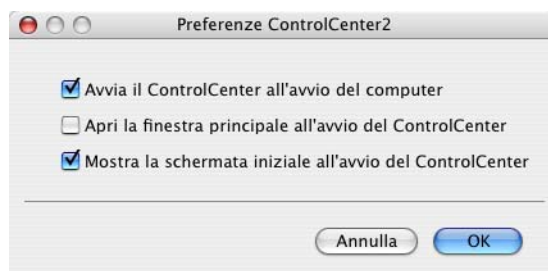 Preferenze ControlCenter2
Avvia il ControlCenter all'avvio del computer
Apri la finestra principale all'avvio del ControlCenter
Mostra la schermata iniziale all'avvio del ControlCenter
Annulla
OK